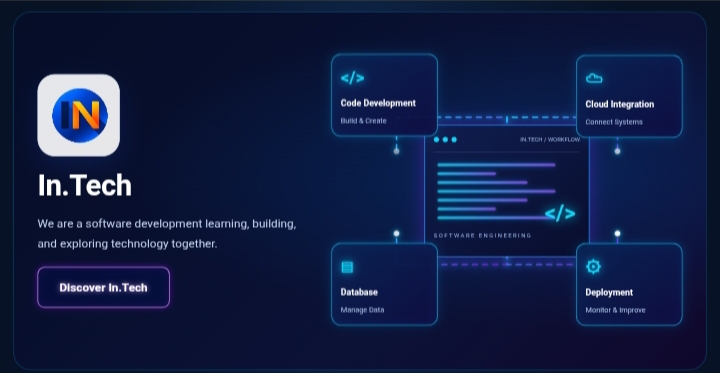 IN
In.Tech
We are a software development learning, building,
and exploring technology together.
Discover In.Tech
</>
Code Development
Build & Create
Cloud Integration
Connect Systems
IN.TECH / WORKFLOW
</>
SOFTWARE ENGINEERING
Database
Manage Data
Deployment
Monitor & Improve